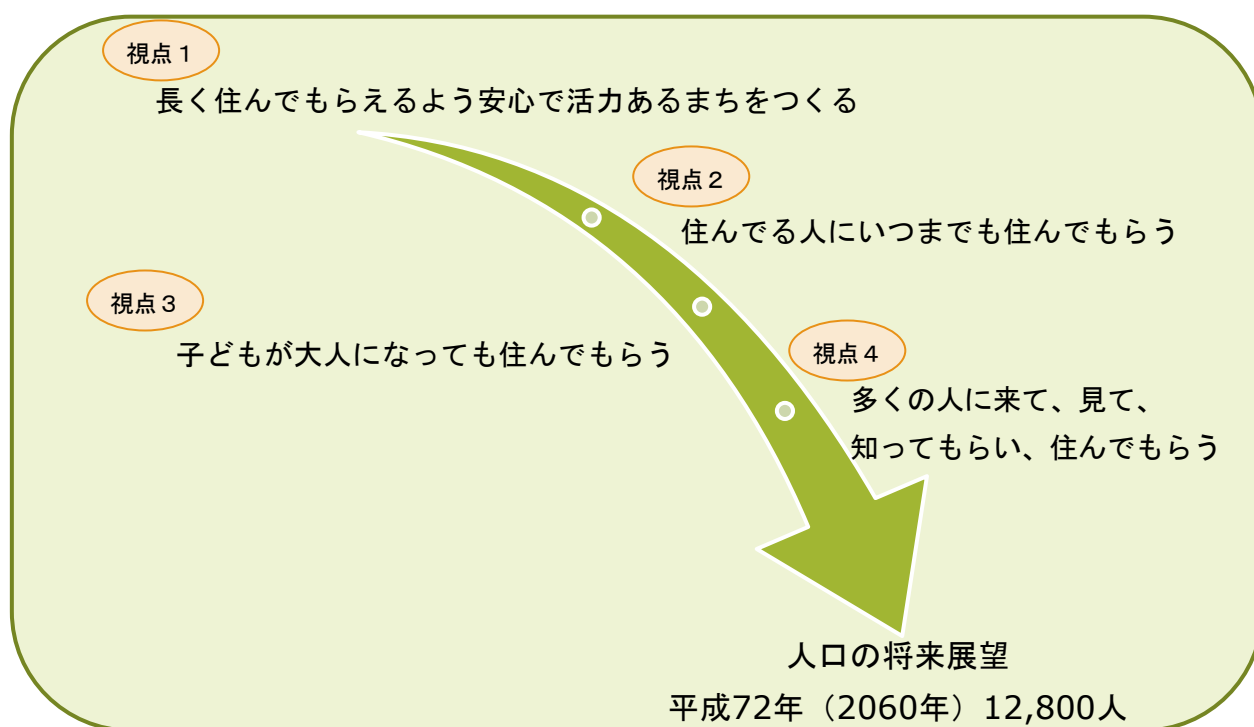 視点１
長く住んでもらえるよう安心で活力あるまちをつくる
視点２
住んでる人にいつまでも住んでもらう
視点３
子どもが大人になっても住んでもらう
視点４
多くの人に来て、見て、
知ってもらい、住んでもらう
人口の将来展望
平成72年（2060年）12,800人